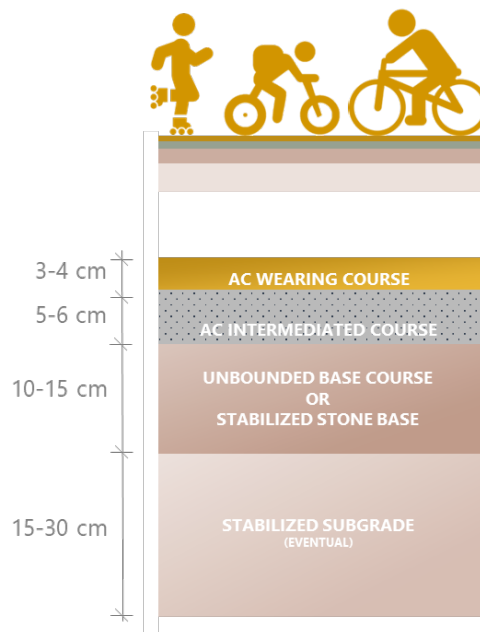 3-4 cm
AC WEARING COURSE
5-6 cm
AC INTERMEDIATED COURSE
10-15 cm
UNBOUNDED BASE COURSE
OR
STABILIZED STONE BASE
15-30 cm
STABILIZED SUBGRADE
(EVENTUAL)